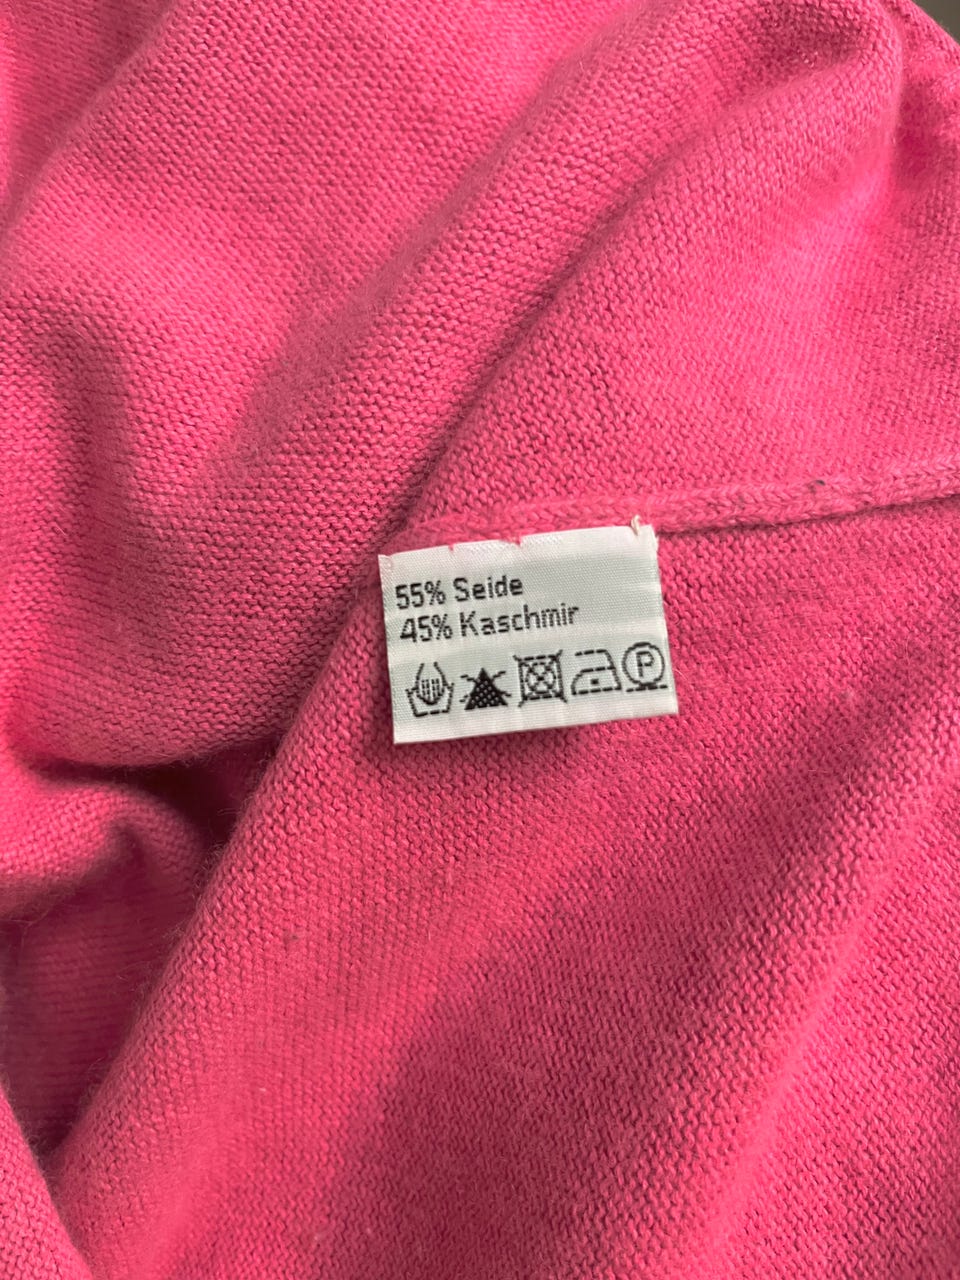 55% Seide
45% Kaschmir
P